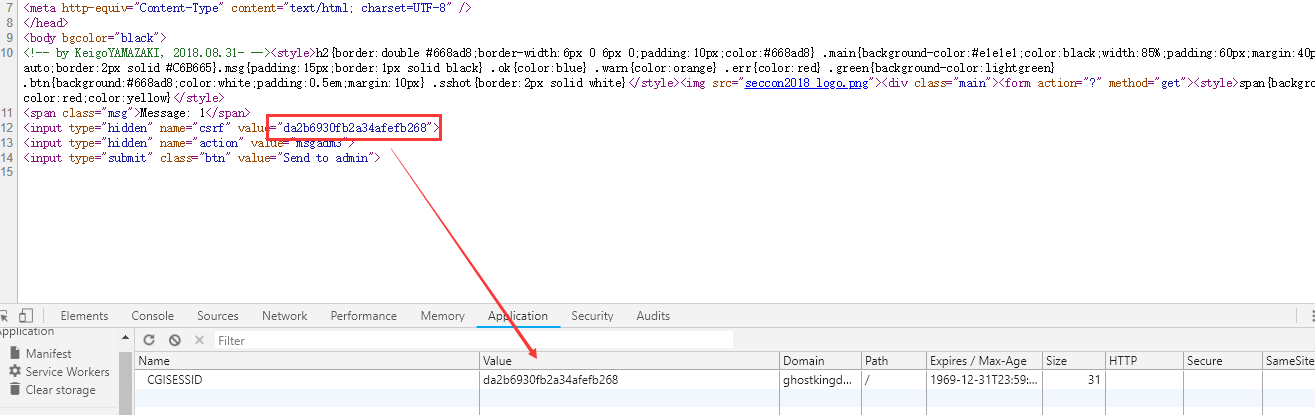 7 <meta http-equiv="Content-Type" content="text/html; charset=UTF-8" />
8 </head>
9 <body bgcolor="black">
10 <!-- by KeigoYAMAZAKI, 2018.08.31- --><style>h2{border:double #668ad8;border-width:6px 0 6px 0;padding:10px;color:#668ad8} .main{background-color:#e1e1e1;color:black;width:85%;padding:60px;margin:40p
auto;border:2px solid #C6B665}.msg{padding:15px;border:1px solid black} .ok{color:blue} .warn{color:orange} .err{color:red} .green{background-color:lightgreen}
.btn{background:#668ad8;color:white;padding:0.5em;margin:10px} .sshot{border:2px solid white}</style><img src="seccon2018 logo.png"><div class="main"><form action="?" method="get"><style>span{backg
color:red;color:yellow}</style>
11 <span class="msg">Message: 1</span>
12 <input type="hidden" name="csrf" value="da2b6930fb2a34afefb268">
13 <input type="hidden" name="action" value="msgadm3">
14 <input type="submit" class="btn" value="Send to admin">
15
Elements Console Sources Network Performance Memory Application Security Audits
Application
Filter
Manifest
Service Workers
Clear storage
Name Value Domain Path Expires / Max-Age Size HTTP Secure SameSite
CGISESSID da2b6930fb2a34afefb268 ghostkingd... / 1969-12-31T23:59:... 31